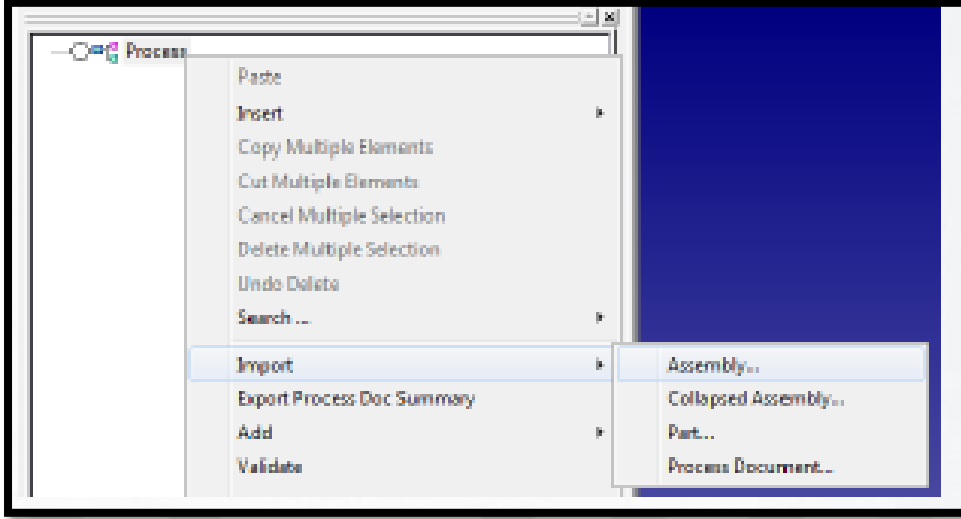 Process
Paste
Insert
Copy Multiple Elements
Cut Multiple Elements
Cancel Multiple Selection
Delete Multiple Selection
Undo Delete
Search ...
Import
Export Process Doc Summary
Add
Validate
Assembly...
Collapsed Assembly...
Part...
Process Document...